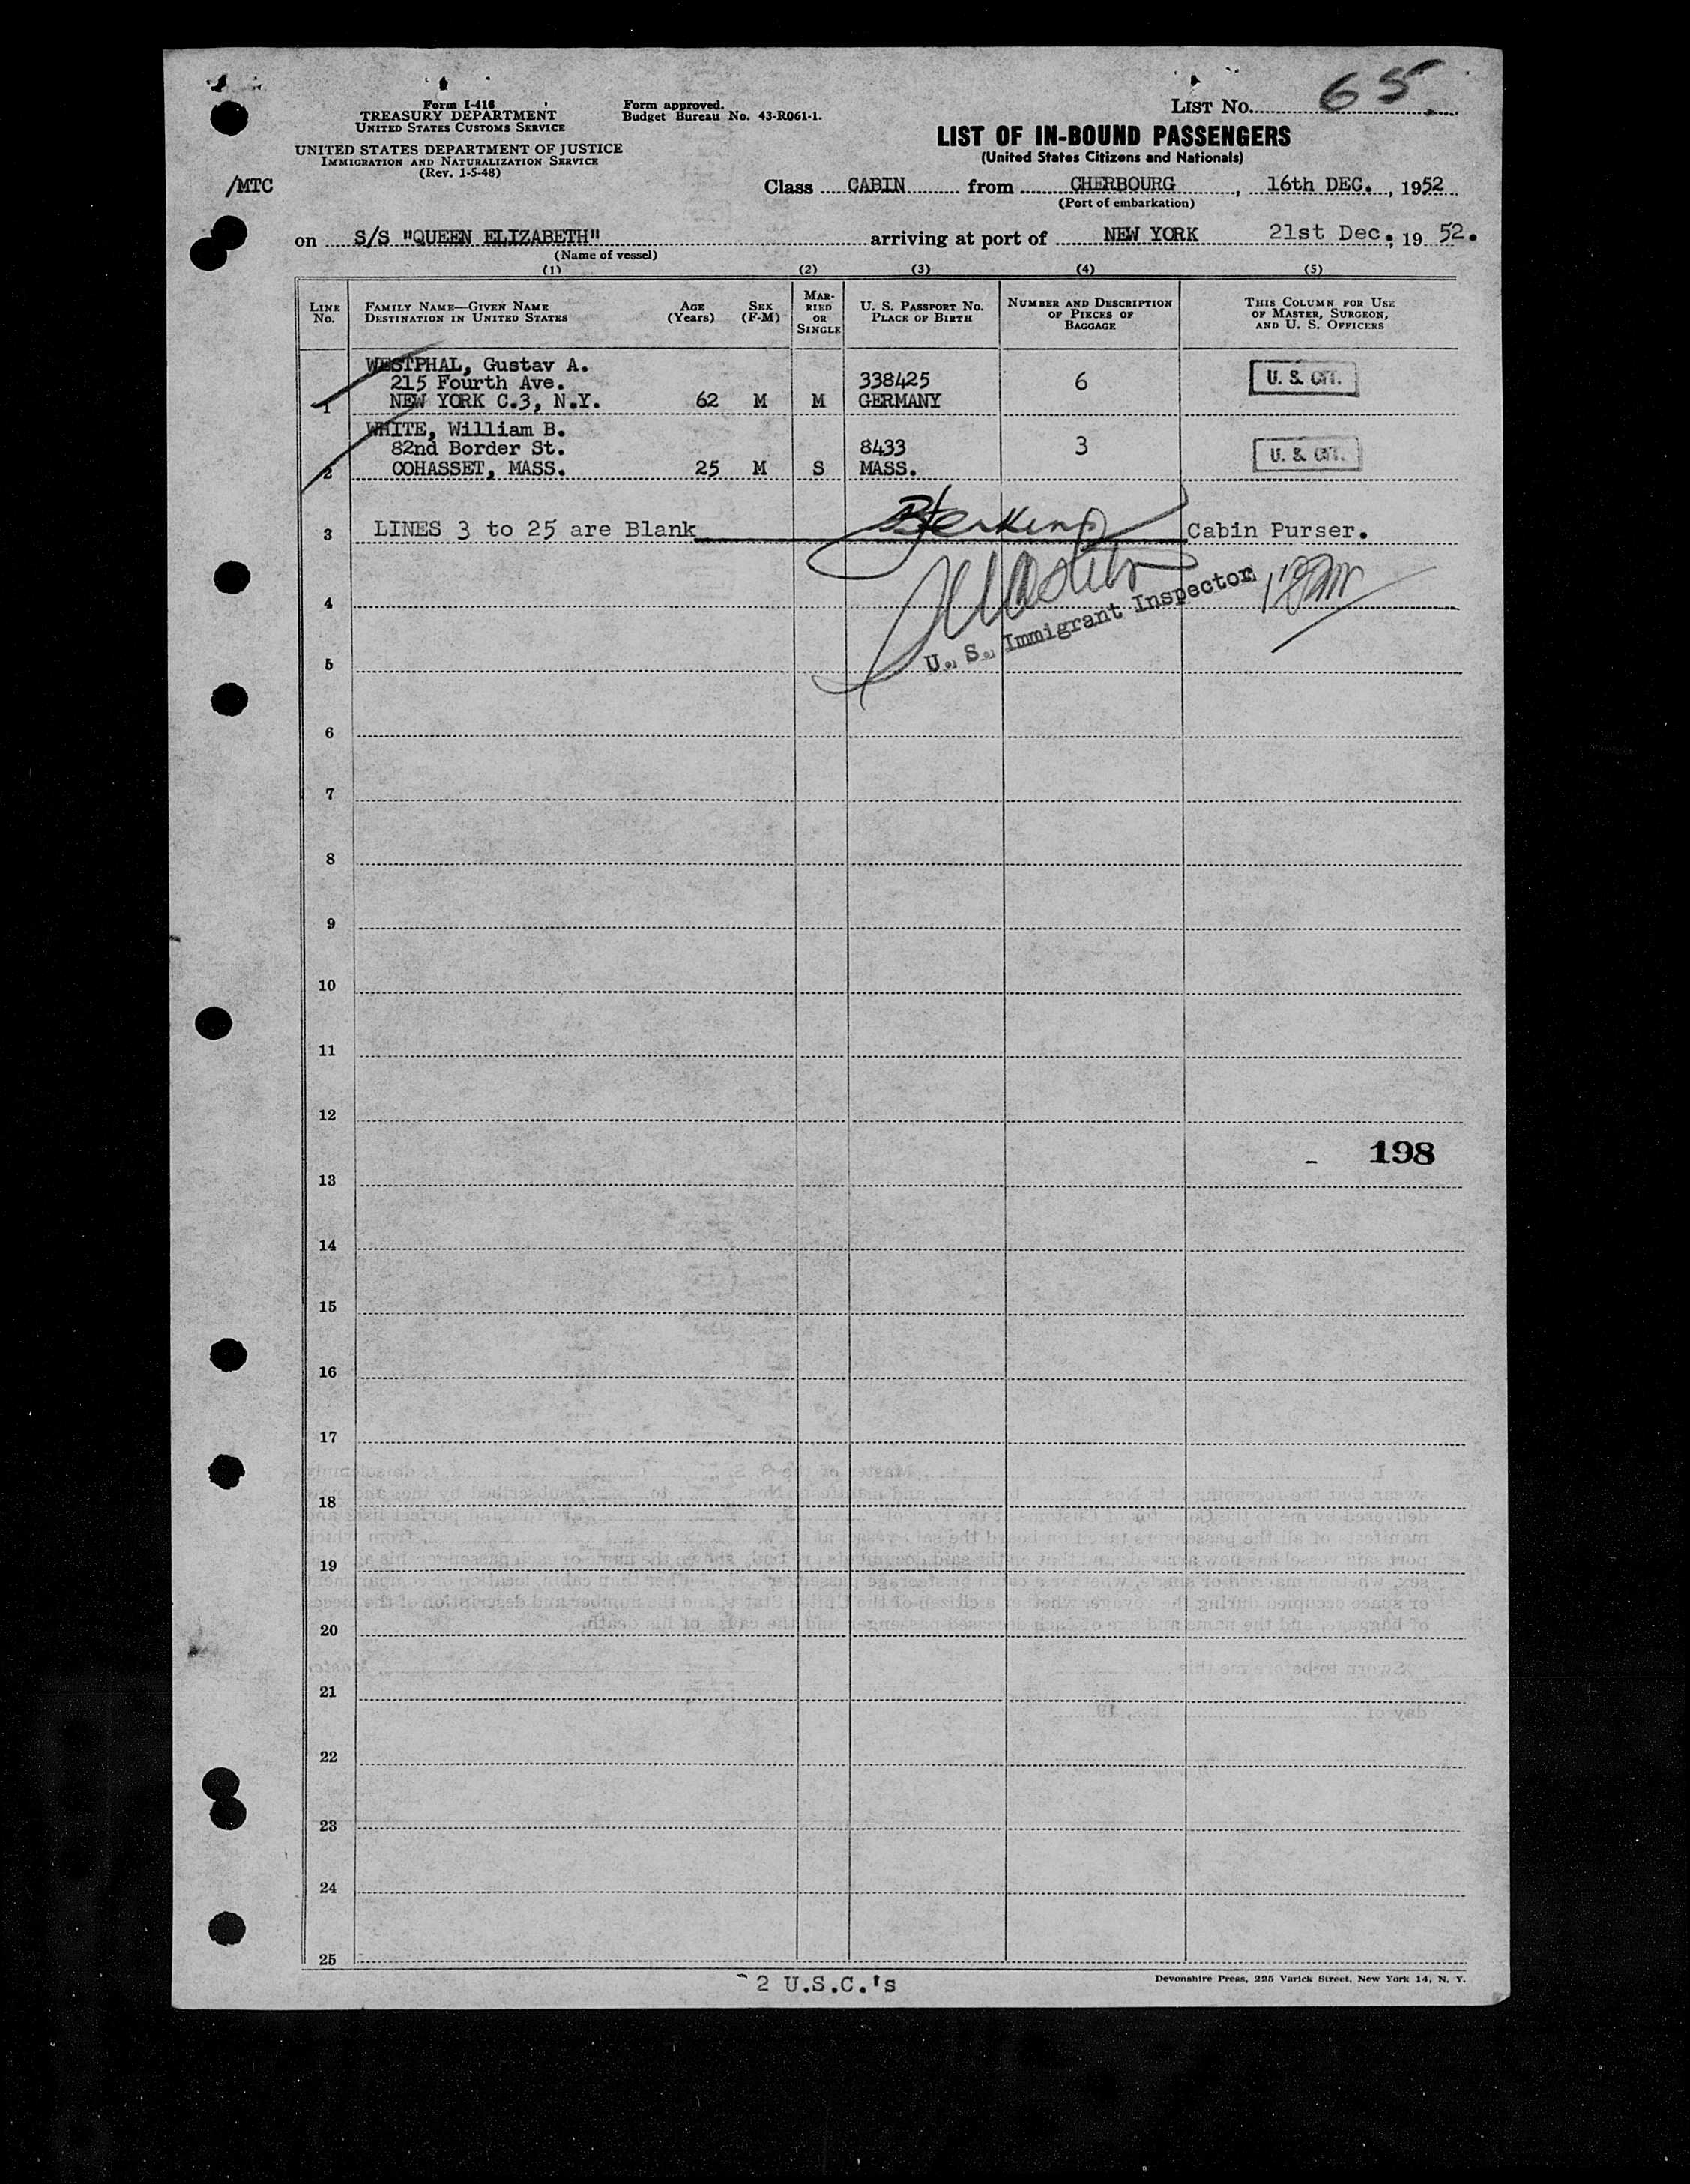 LIST No. 65
Form I-416
TREASURY DEPARTMENT
UNITED STATES CUSTOMS SERVICE
UNITED STATES DEPARTMENT OF JUSTICE
IMMIGRATION AND NATURALIZATION SERVICE
(Rev. 1-5-48)
Form approved.
Budget Bureau No. 43-R061-1.
LIST OF IN-BOUND PASSENGERS
(United States Citizens and Nationals)
/MTC
Class CABIN from CHERBOURG, 16th DEC., 1952
(Port of embarkation)
on S/S "QUEEN ELIZABETH" arriving at port of NEW YORK 21st Dec., 19 52.
(Name of vessel)
(1) (2) (3) (4) (5)
LINE No. FAMILY NAME—GIVEN NAME DESTINATION IN UNITED STATES AGE (Years) SEX (F-M) MARRIED OR SINGLE U. S. PASSPORT No. PLACE OF BIRTH NUMBER AND DESCRIPTION OF PIECES OF BAGGAGE THIS COLUMN FOR USE OF MASTER, SURGEON, AND U. S. OFFICERS
WESTPHAL, Gustav A.
215 Fourth Ave. 338425 6 U. S. CIT.
1 NEW YORK C.3, N.Y. 62 M M GERMANY
WHITE, William B.
82nd Border St. 8433 3 U. S. CIT.
2 COHASSET, MASS. 25 M S MASS.
3 LINES 3 to 25 are Blank Cabin Purser.
U. S. Immigrant Inspector
4
5
6
7
8
9
10
11
12
198
13
14
15
16
17
18
19
20
21
22
23
24
25
2 U.S.C.'s
Devonshire Press, 225 Varick Street, New York 14, N. Y.